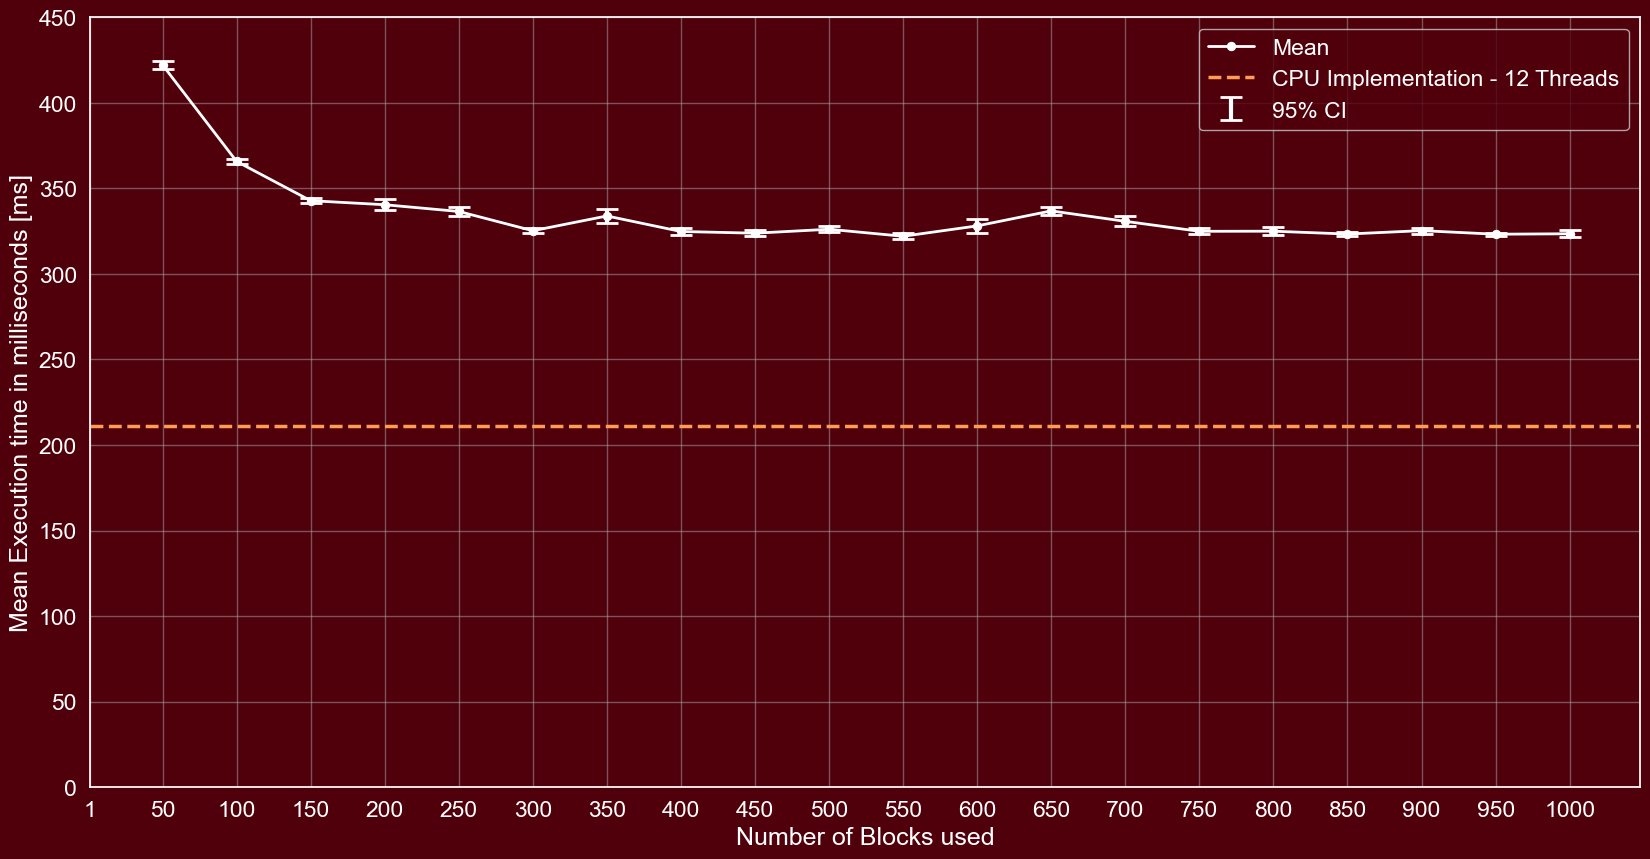 450
400
350
300
250
200
150
100
50
0
Mean Execution time in milliseconds [ms]
Mean
CPU Implementation - 12 Threads
95% CI
1 50 100 150 200 250 300 350 400 450 500 550 600 650 700 750 800 850 900 950 1000
Number of Blocks used